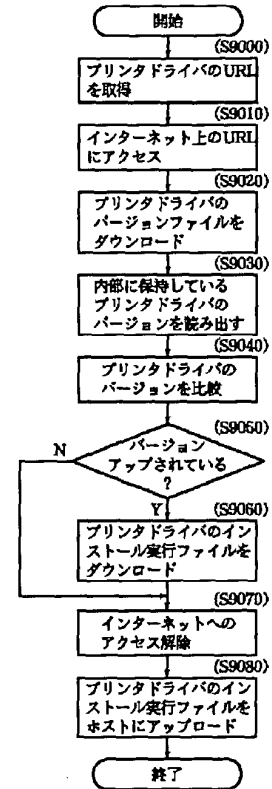 開始
(S9000)
プリンタドライバのURL
を取得
(S9010)
インターネット上のURL
にアクセス
(S9020)
プリンタドライバの
バージョンファイルを
ダウンロード
(S9030)
内部に保持している
プリンタドライバの
バージョンを読み出す
(S9040)
プリンタドライバの
バージョンを比較
(S9050)
N
バージョン
アップされている
?
Y
(S9060)
プリンタドライバのイン
ストール実行ファイルを
ダウンロード
(S9070)
インターネットへの
アクセス解除
(S9080)
プリンタドライバのイン
ストール実行ファイルを
ホストにアップロード
終了